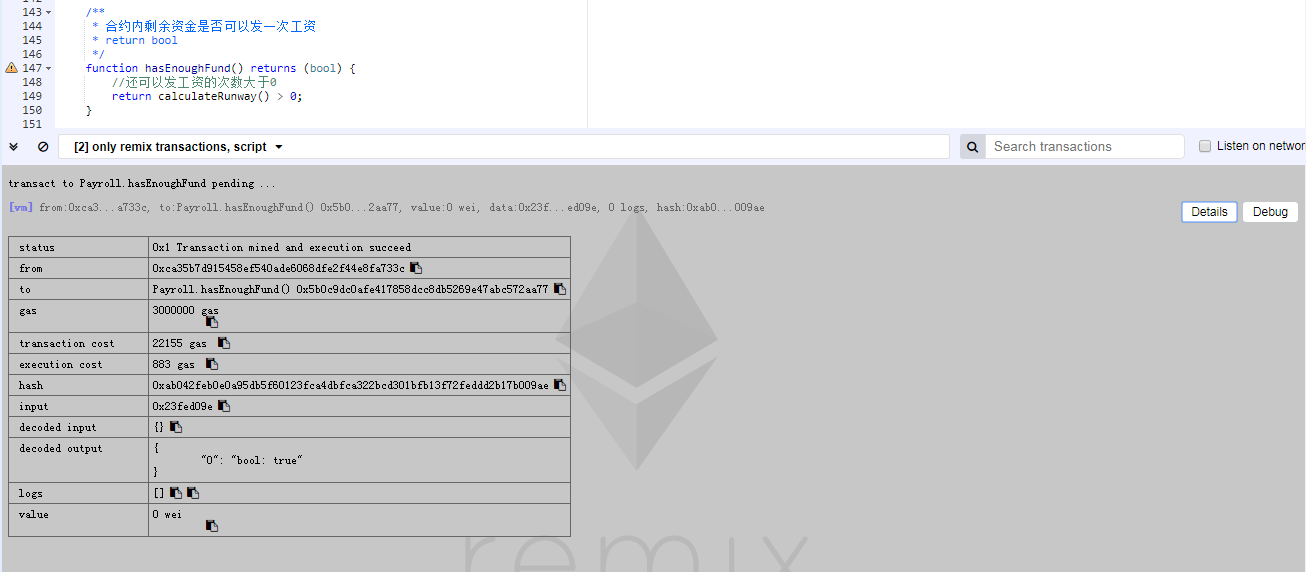 142
143 /**
144 * 合约内剩余资金是否可以发一次工资
145 * return bool
146 */
147 function hasEnoughFund() returns (bool) {
148 //还可以发工资的次数大于0
149 return calculateRunway() > 0;
150 }
151
[2] only remix transactions, script
Search transactions
Listen on networ
transact to Payroll.hasEnoughFund pending ...
[vm] from:0xca3...a733c, to:Payroll.hasEnoughFund() 0x5b0...2aa77, value:0 wei, data:0x23f...ed09e, 0 logs, hash:0xab0...009ae
Details Debug
status 0x1 Transaction mined and execution succeed
from 0xca35b7d915458ef540ade6068dfe2f44e8fa733c
to Payroll.hasEnoughFund() 0x5b0c9dc0afe417858dcc8db5269e47abc572aa77
gas 3000000 gas
transaction cost 22155 gas
execution cost 883 gas
hash 0xab042feb0e0a95db5f60123fca4dbfca322bcd301bfb13f72feddd2b17b009ae
input 0x23fed09e
decoded input {}
decoded output {
"0": "bool: true"
}
logs []
value 0 wei
remix